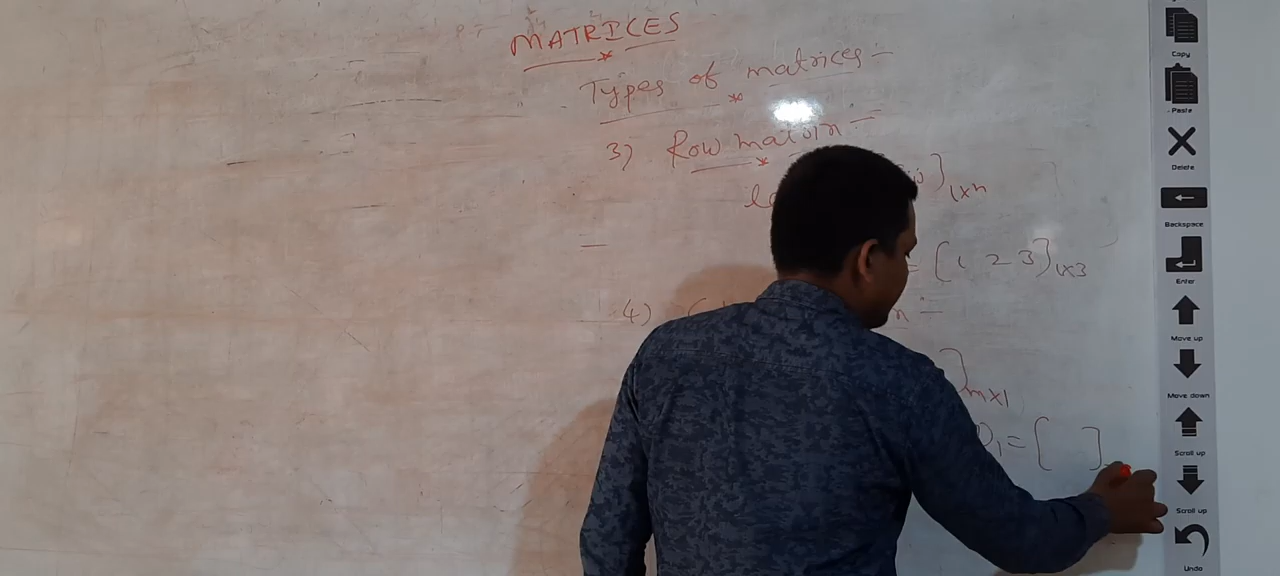 MATRICES
Types of matrices:-
3) Row matrix:-
]1×n
= [1 2 3]1×3
4)
]m×1
1 = [ ]
Copy
Paste
Delete
Backspace
Enter
Move up
Move down
Scroll up
Scroll up
Undo